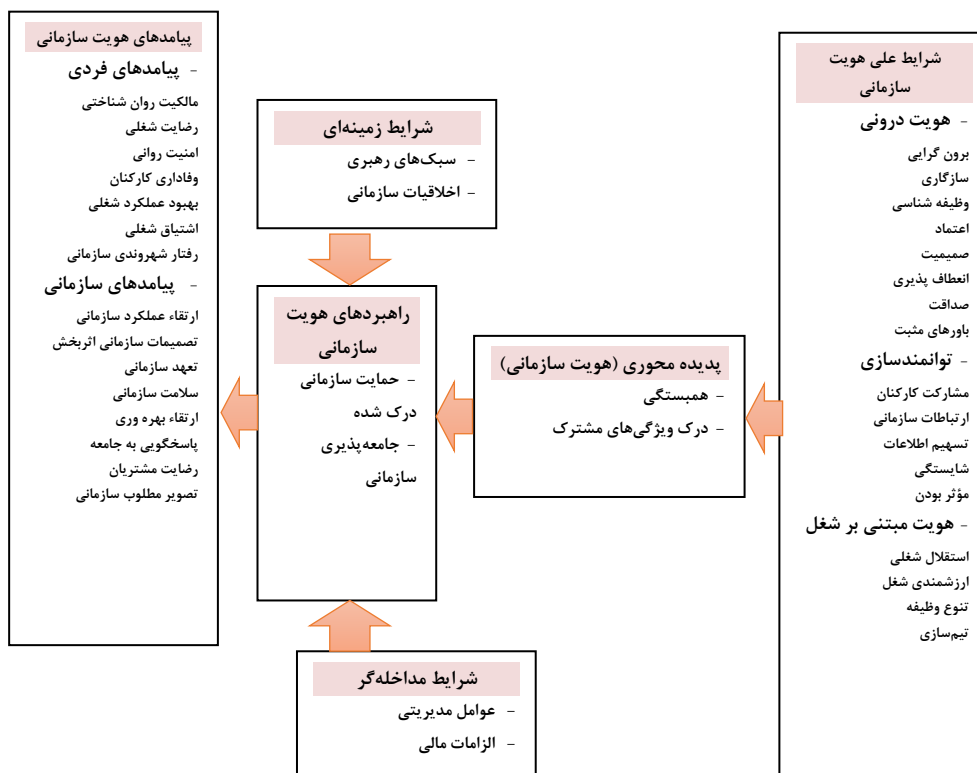 شرایط علی هویت
سازمانی
- هویت درونی
برون گرایی
سازگاری
وظیفه شناسی
اعتماد
صمیمیت
انعطاف پذیری
صداقت
باورهای مثبت
- توانمندسازی
مشارکت کارکنان
ارتباطات سازمانی
تسهیم اطلاعات
شایستگی
مؤثر بودن
- هویت مبتنی بر شغل
استقلال شغلی
ارزشمندی شغل
تنوع وظیفه
تیم‌سازی
پدیده محوری (هویت سازمانی)
- همبستگی
- درک ویژگی‌های مشترک
شرایط زمینه‌ای
- سبک‌های رهبری
- اخلاقیات سازمانی
راهبردهای هویت
سازمانی
- حمایت سازمانی
درک شده
- جامعه‌پذیری
سازمانی
شرایط مداخله‌گر
- عوامل مدیریتی
- الزامات مالی
پیامدهای هویت سازمانی
- پیامدهای فردی
مالکیت روان شناختی
رضایت شغلی
امنیت روانی
وفاداری کارکنان
بهبود عملکرد شغلی
اشتیاق شغلی
رفتار شهروندی سازمانی
- پیامدهای سازمانی
ارتقاء عملکرد سازمانی
تصمیمات سازمانی اثربخش
تعهد سازمانی
سلامت سازمانی
ارتقاء بهره وری
پاسخگویی به جامعه
رضایت مشتریان
تصویر مطلوب سازمانی